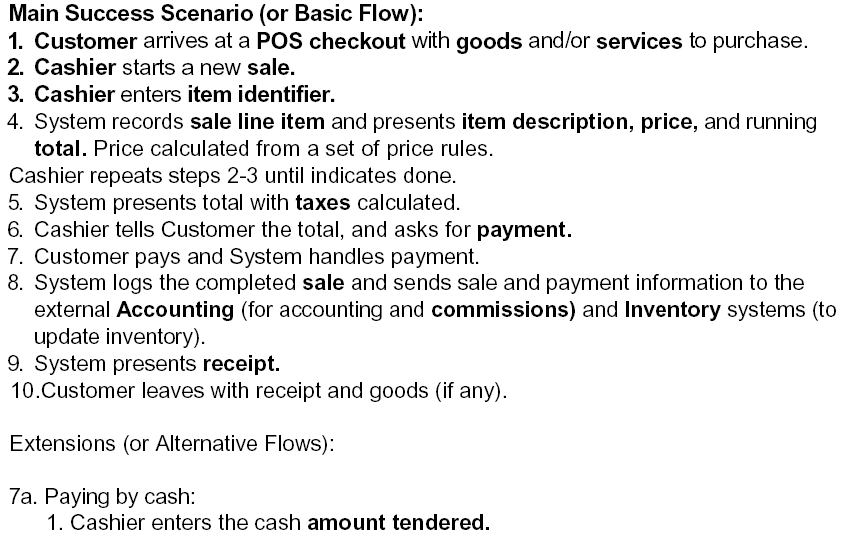 Main Success Scenario (or Basic Flow):
1. Customer arrives at a POS checkout with goods and/or services to purchase.
2. Cashier starts a new sale.
3. Cashier enters item identifier.
4. System records sale line item and presents item description, price, and running
total. Price calculated from a set of price rules.
Cashier repeats steps 2-3 until indicates done.
5. System presents total with taxes calculated.
6. Cashier tells Customer the total, and asks for payment.
7. Customer pays and System handles payment.
8. System logs the completed sale and sends sale and payment information to the
external Accounting (for accounting and commissions) and Inventory systems (to
update inventory).
9. System presents receipt.
10.Customer leaves with receipt and goods (if any).
Extensions (or Alternative Flows):
7a. Paying by cash:
1. Cashier enters the cash amount tendered.